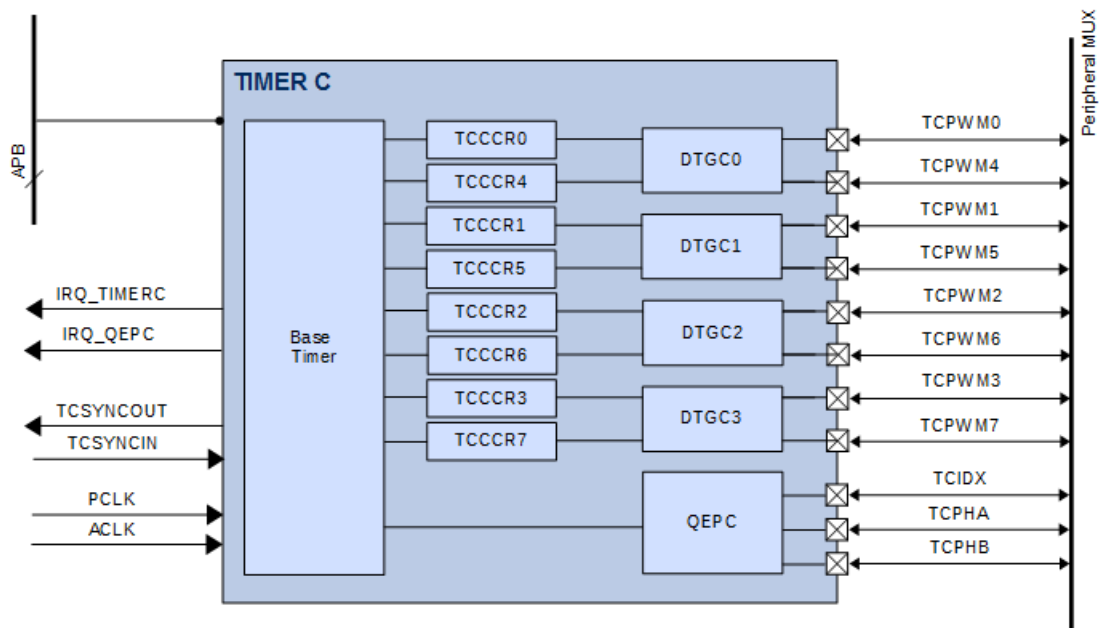 Peripheral MUX
TIMER C
APB
TCCCR0
TCCCR4
TCCCR1
TCCCR5
TCCCR2
TCCCR6
TCCCR3
TCCCR7
Base
Timer
DTGC0
DTGC1
DTGC2
DTGC3
QEPC
IRQ_TIMERC
IRQ_QEPC
TCSYNCOUT
TCSYNCIN
PCLK
ACLK
TCPWM0
TCPWM4
TCPWM1
TCPWM5
TCPWM2
TCPWM6
TCPWM3
TCPWM7
TCIDX
TCPHA
TCPHB